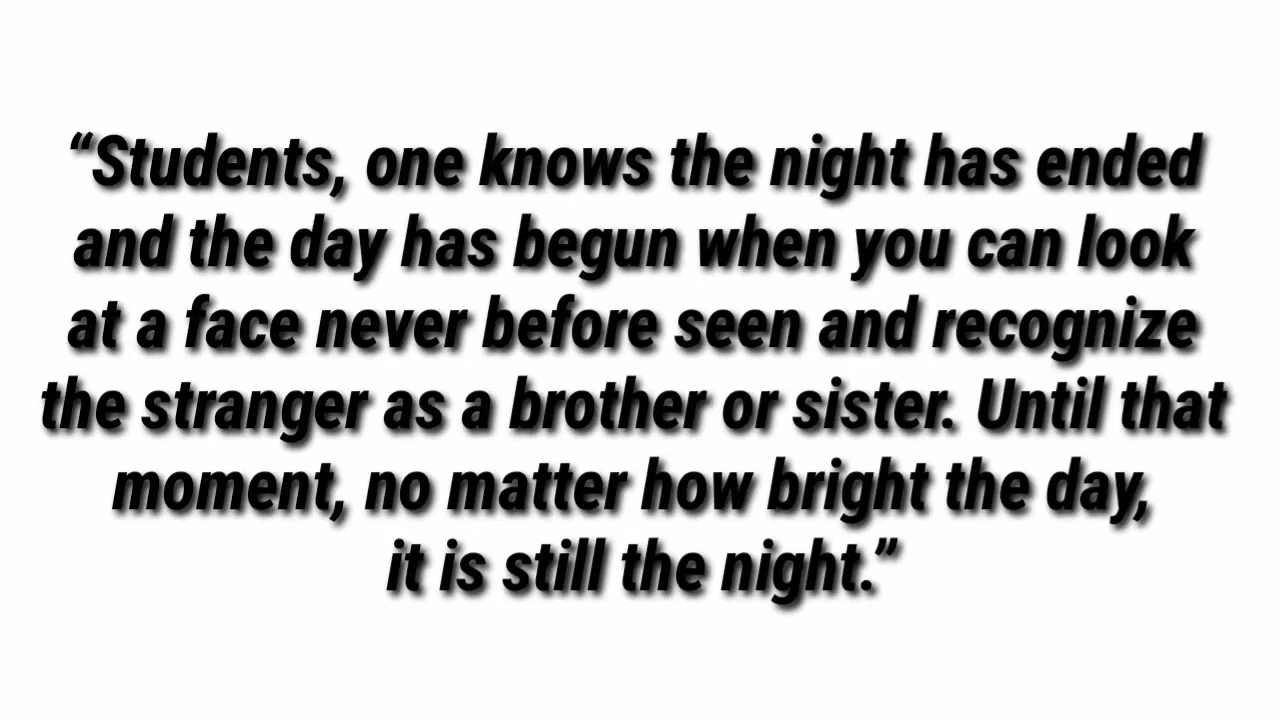 “Students, one knows the night has ended
and the day has begun when you can look
at a face never before seen and recognize
the stranger as a brother or sister. Until that
moment, no matter how bright the day,
it is still the night.”